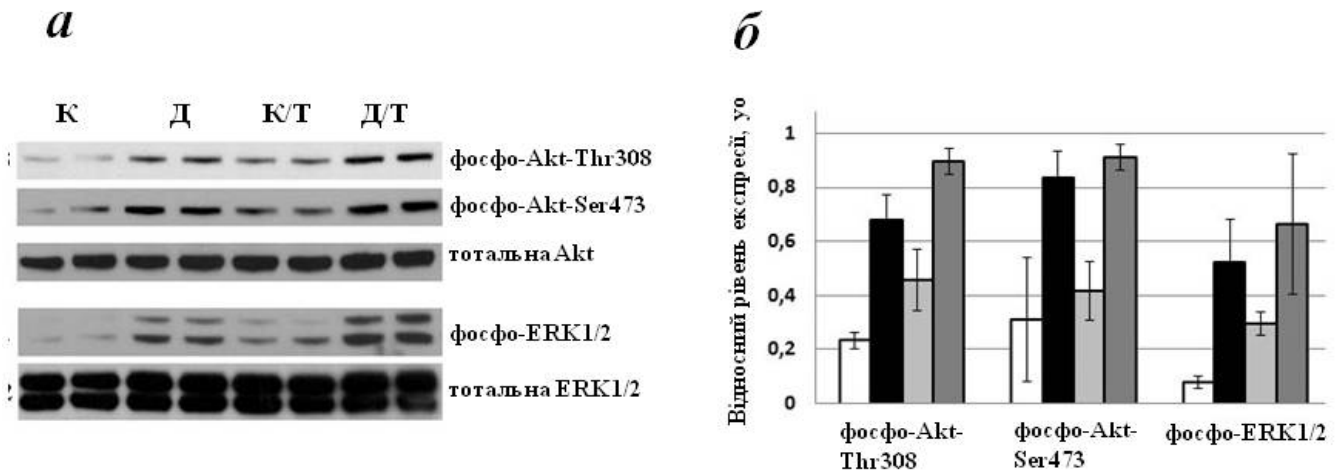 а
К Д К/Т Д/Т
фосфо-Akt-Thr308
фосфо-Akt-Ser473
тотальна Akt
фосфо-ERK1/2
тотальна ERK1/2
б
Відносний рівень експресії, уо
1
0,8
0,6
0,4
0,2
0
фосфо-Akt-
Thr308
фосфо-Akt-
Ser473
фосфо-ERK1/2